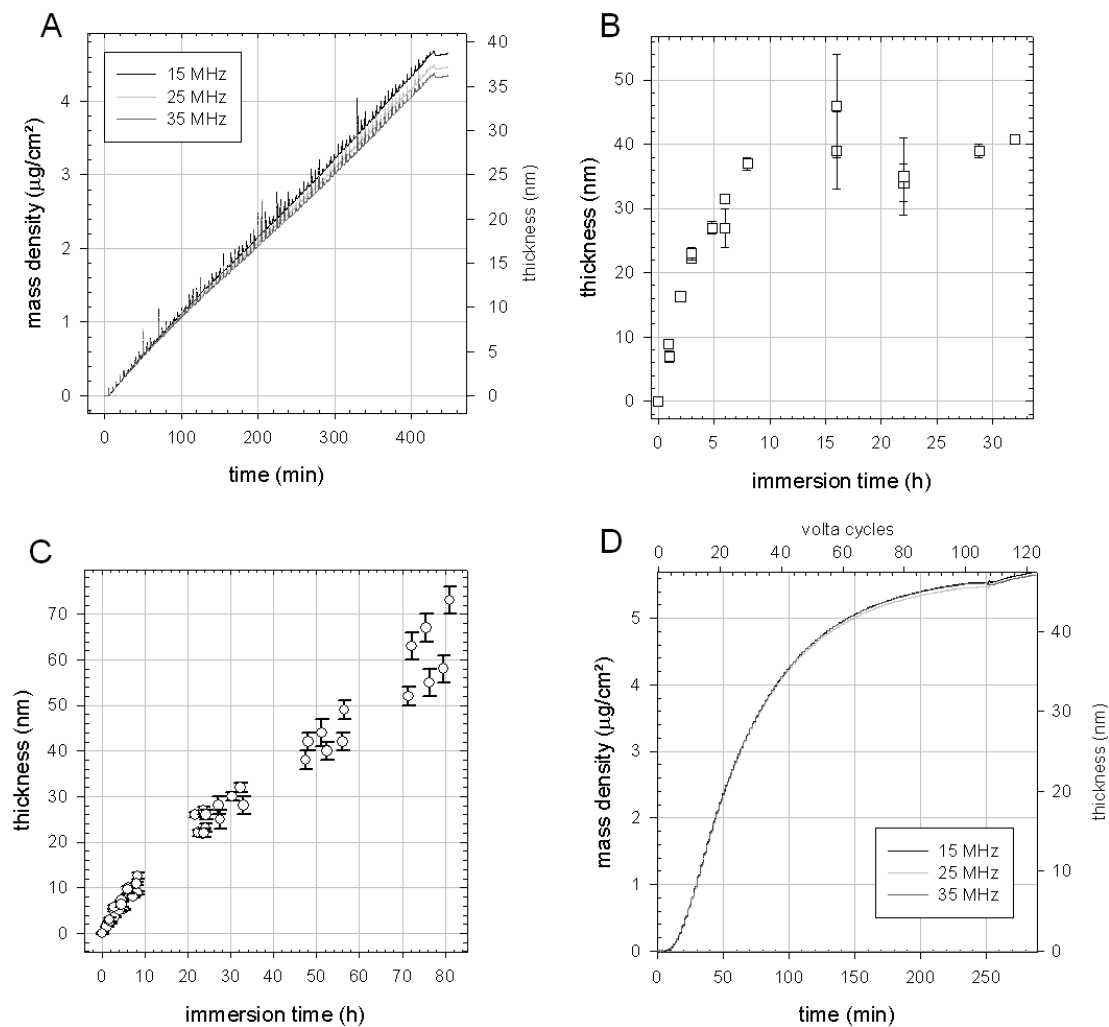 A
15 MHz
25 MHz
35 MHz
mass density (µg/cm²)
4
3
2
1
0
40
35
30
25
20
15
10
5
0
thickness (nm)
0 100 200 300 400
time (min)
B
thickness (nm)
50
40
30
20
10
0
0 5 10 15 20 25 30
immersion time (h)
C
thickness (nm)
70
60
50
40
30
20
10
0
0 10 20 30 40 50 60 70 80
immersion time (h)
D
volta cycles
0 20 40 60 80 100 120
mass density (µg/cm²)
5
4
3
2
1
0
40
30
20
10
0
thickness (nm)
15 MHz
25 MHz
35 MHz
0 50 100 150 200 250
time (min)